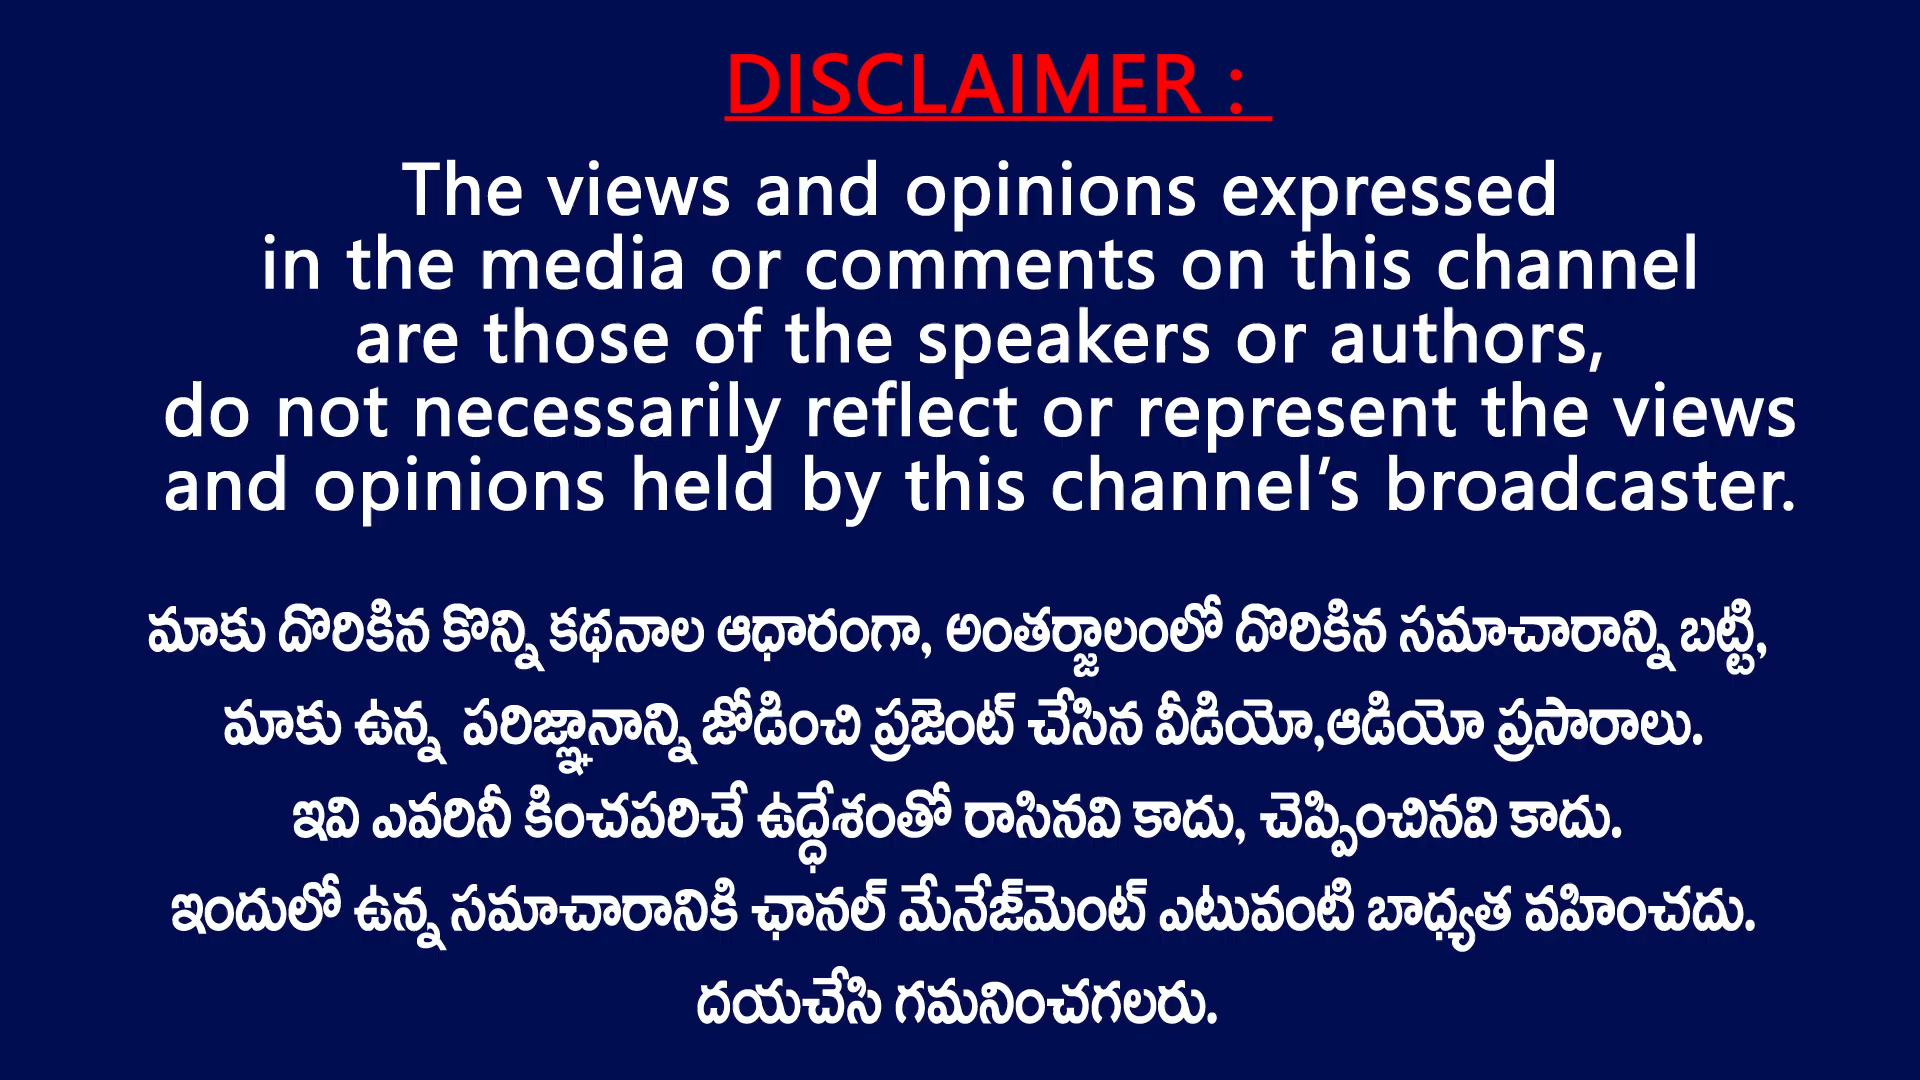 DISCLAIMER :
The views and opinions expressed
in the media or comments on this channel
are those of the speakers or authors,
do not necessarily reflect or represent the views
and opinions held by this channel’s broadcaster.
మాకు దొరికిన కొన్ని కథనాల ఆధారంగా, అంతర్జాలంలో దొరికిన సమాచారాన్ని బట్టి,
మాకు ఉన్న పరిజ్ఞానాన్ని జోడించి ప్రజెంట్ చేసిన వీడియో,ఆడియో ప్రసారాలు.
ఇవి ఎవరినీ కించపరిచే ఉద్ధేశంతో రాసినవి కాదు, చెప్పించినవి కాదు.
ఇందులో ఉన్న సమాచారానికి ఛానల్ మేనేజ్‌మెంట్ ఎటువంటి బాధ్యత వహించదు.
దయచేసి గమనించగలరు.